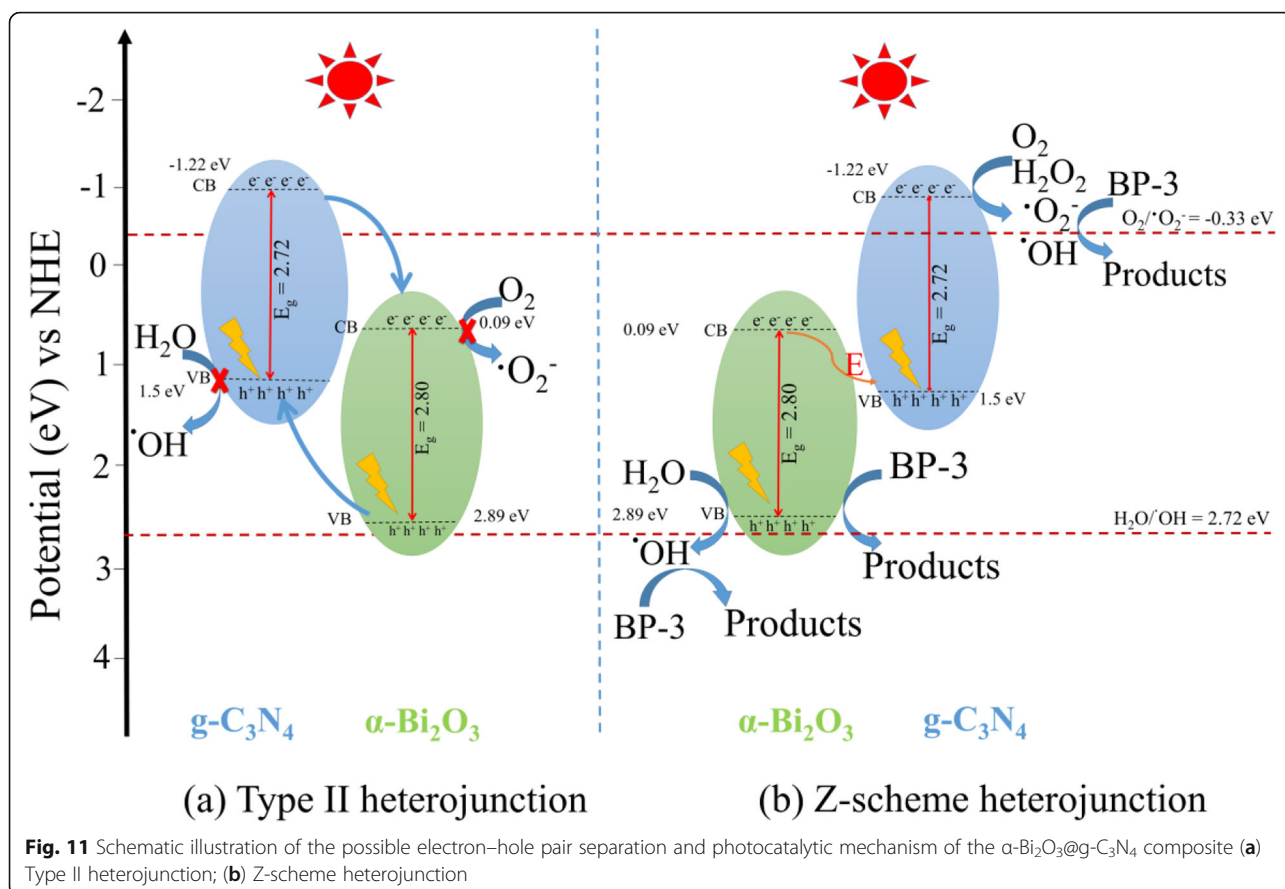 Potential (eV) vs NHE
-2
-1
0
1
2
3
4
-1.22 eV
CB
e⁻ e⁻ e⁻ e⁻
E_g = 2.72
H₂O
VB
1.5 eV
h⁺ h⁺ h⁺ h⁺
·OH
CB
e⁻ e⁻ e⁻ e⁻
O₂
0.09 eV
·O₂⁻
E_g = 2.80
VB
2.89 eV
h⁺ h⁺ h⁺ h⁺
g-C₃N₄
α-Bi₂O₃
(a) Type II heterojunction
-1.22 eV
CB
e⁻ e⁻ e⁻ e⁻
O₂
H₂O₂
·O₂⁻
·OH
BP-3
O₂/·O₂⁻ = -0.33 eV
Products
E_g = 2.72
0.09 eV
CB
e⁻ e⁻ e⁻ e⁻
E
VB
h⁺ h⁺ h⁺ h⁺
1.5 eV
E_g = 2.80
H₂O
BP-3
2.89 eV
VB
h⁺ h⁺ h⁺ h⁺
H₂O/·OH = 2.72 eV
·OH
Products
BP-3
Products
α-Bi₂O₃
g-C₃N₄
(b) Z-scheme heterojunction
Fig. 11 Schematic illustration of the possible electron–hole pair separation and photocatalytic mechanism of the α-Bi₂O₃@g-C₃N₄ composite (a)
Type II heterojunction; (b) Z-scheme heterojunction